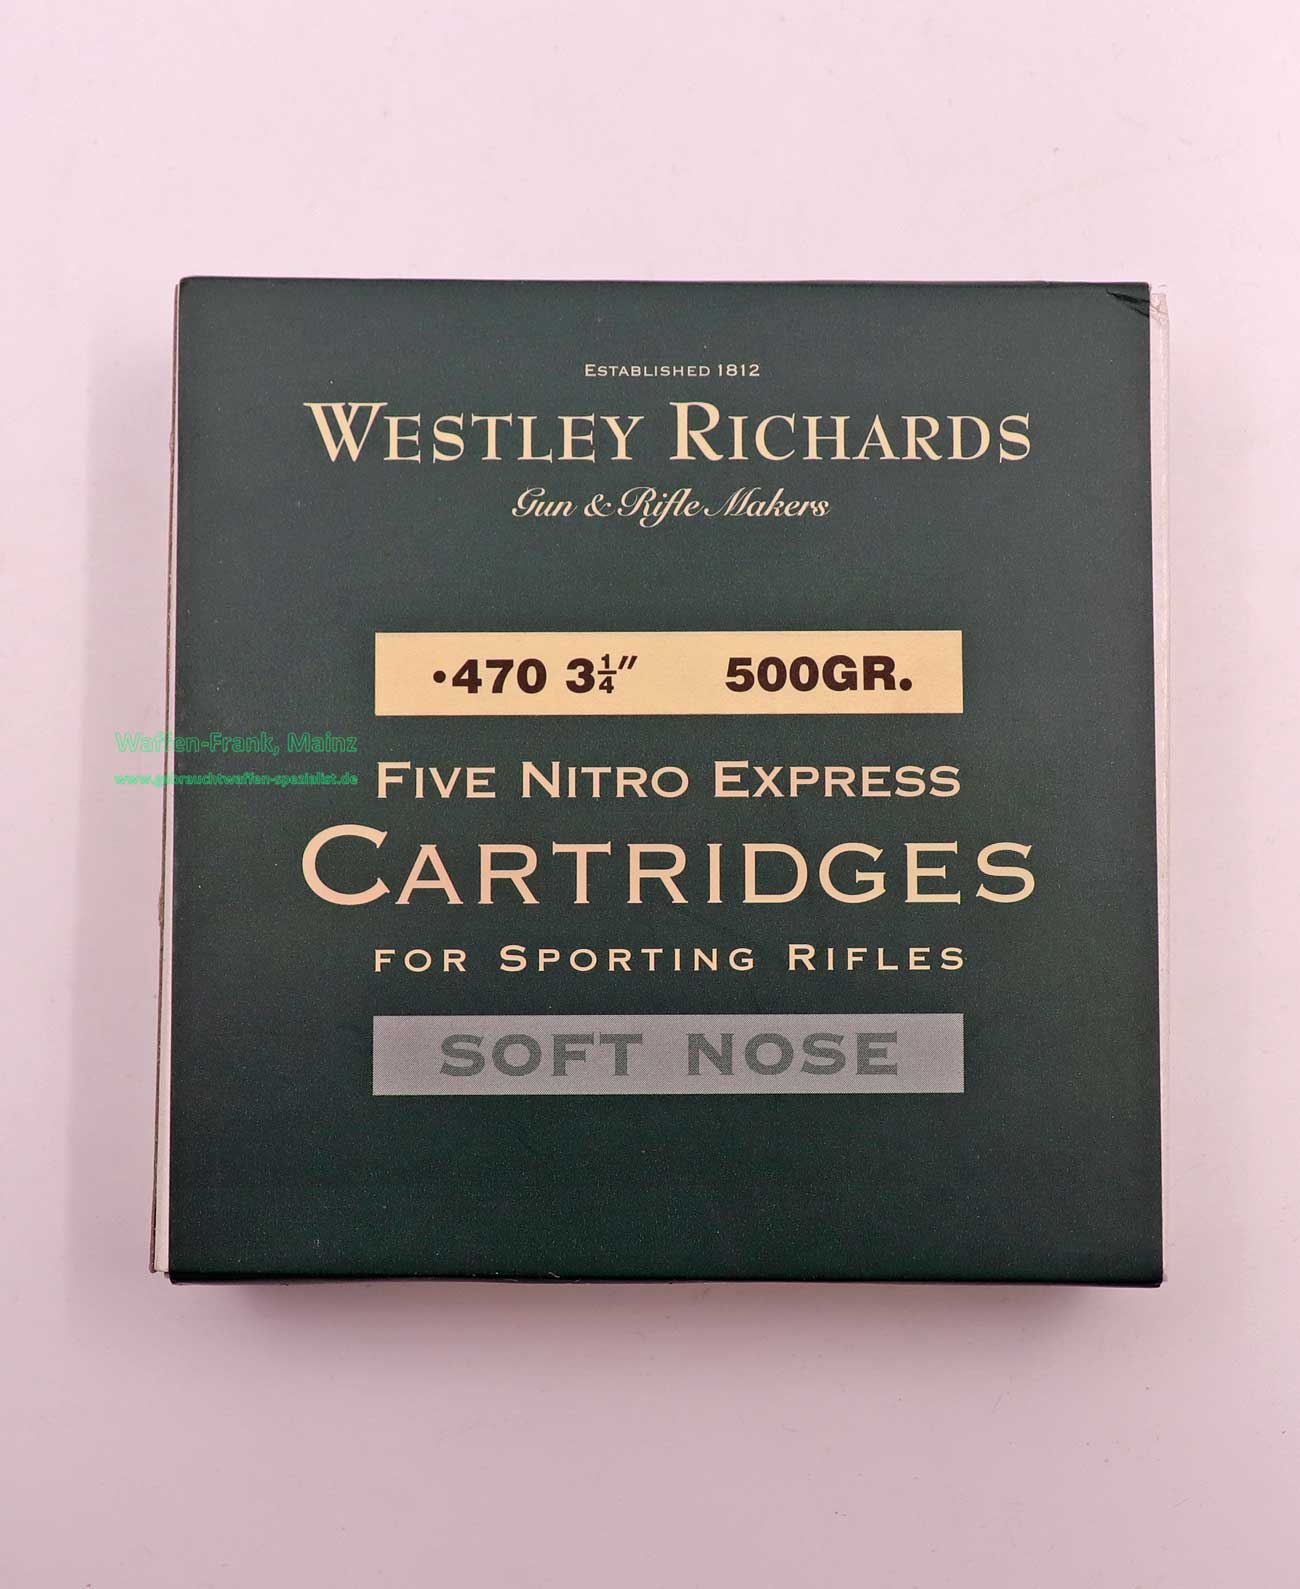 ESTABLISHED 1812
WESTLEY RICHARDS
Gun & Rifle Makers
·470 3¼″ 500GR.
Waffen-Frank, Mainz
www.gebrauchtwaffen-spezialist.de
FIVE NITRO EXPRESS
CARTRIDGES
FOR SPORTING RIFLES
SOFT NOSE